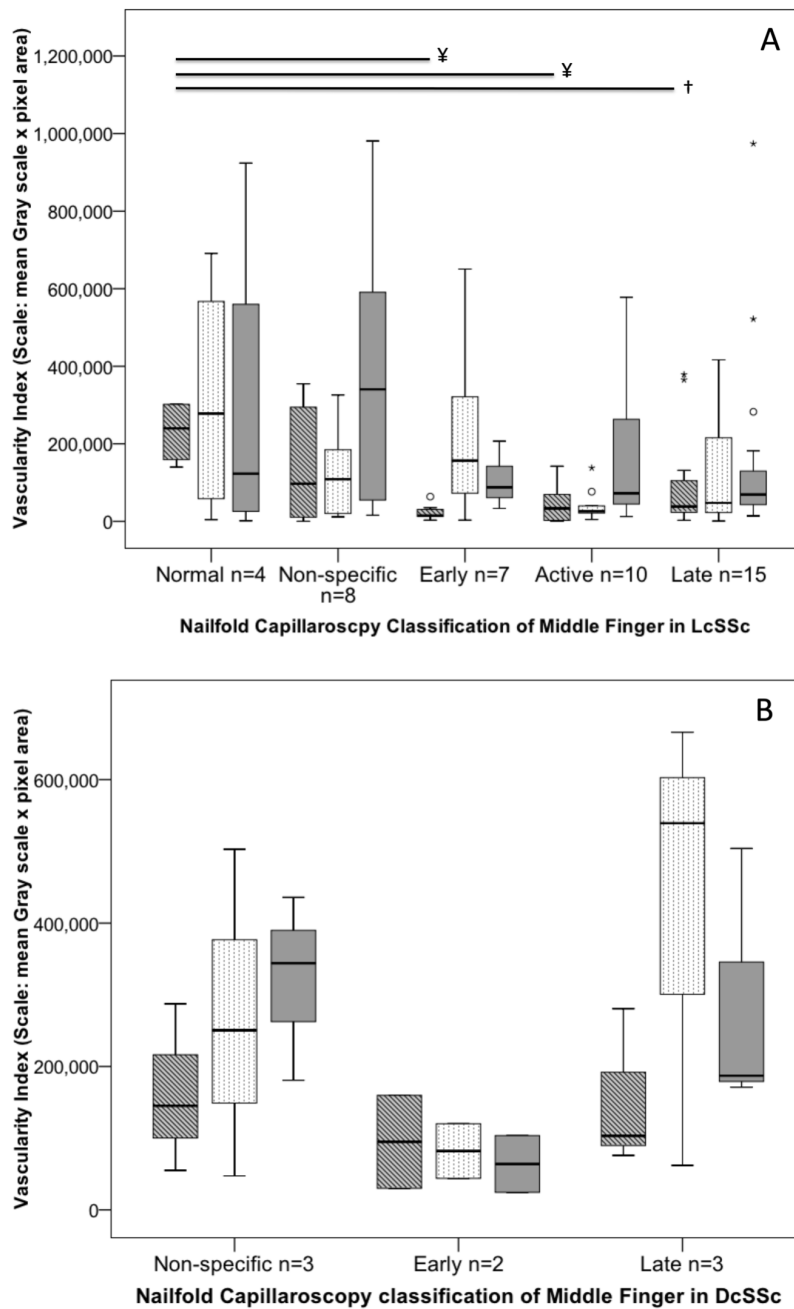 A
¥
¥
†
1,200,000
1,000,000
800,000
600,000
400,000
200,000
0
Vascularity Index (Scale: mean Gray scale x pixel area)
Normal n=4
Non-specific
n=8
Early n=7
Active n=10
Late n=15
Nailfold Capillaroscpy Classification of Middle Finger in LcSSc
B
600,000
400,000
200,000
0
Vascularity Index (Scale: mean Gray scale x pixel area)
Non-specific n=3
Early n=2
Late n=3
Nailfold Capillaroscopy classification of Middle Finger in DcSSc